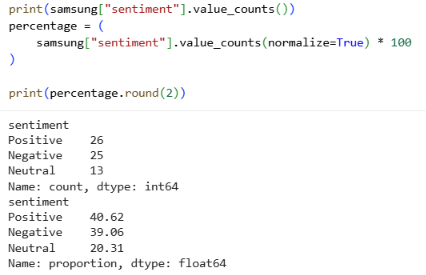 print(samsung["sentiment"].value_counts())
percentage = (
    samsung["sentiment"].value_counts(normalize=True) * 100
)
print(percentage.round(2))
sentiment
Positive    26
Negative    25
Neutral     13
Name: count, dtype: int64
sentiment
Positive    40.62
Negative    39.06
Neutral     20.31
Name: proportion, dtype: float64